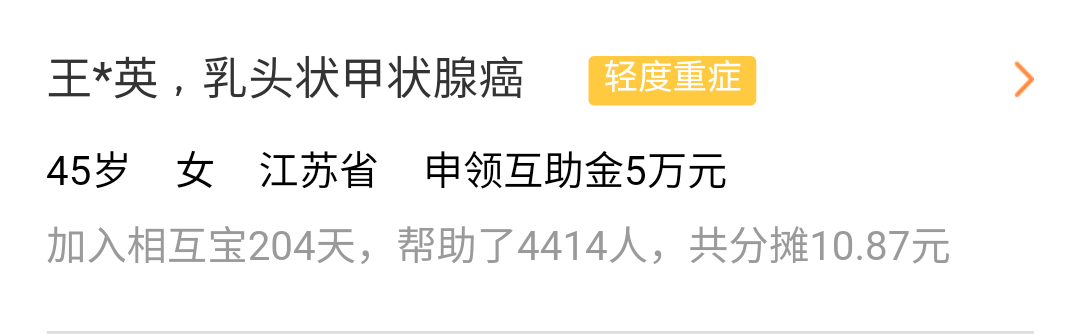 王*英，乳头状甲状腺癌 轻度重症
45岁 女 江苏省 申领互助金5万元
加入相互宝204天，帮助了4414人，共分摊10.87元